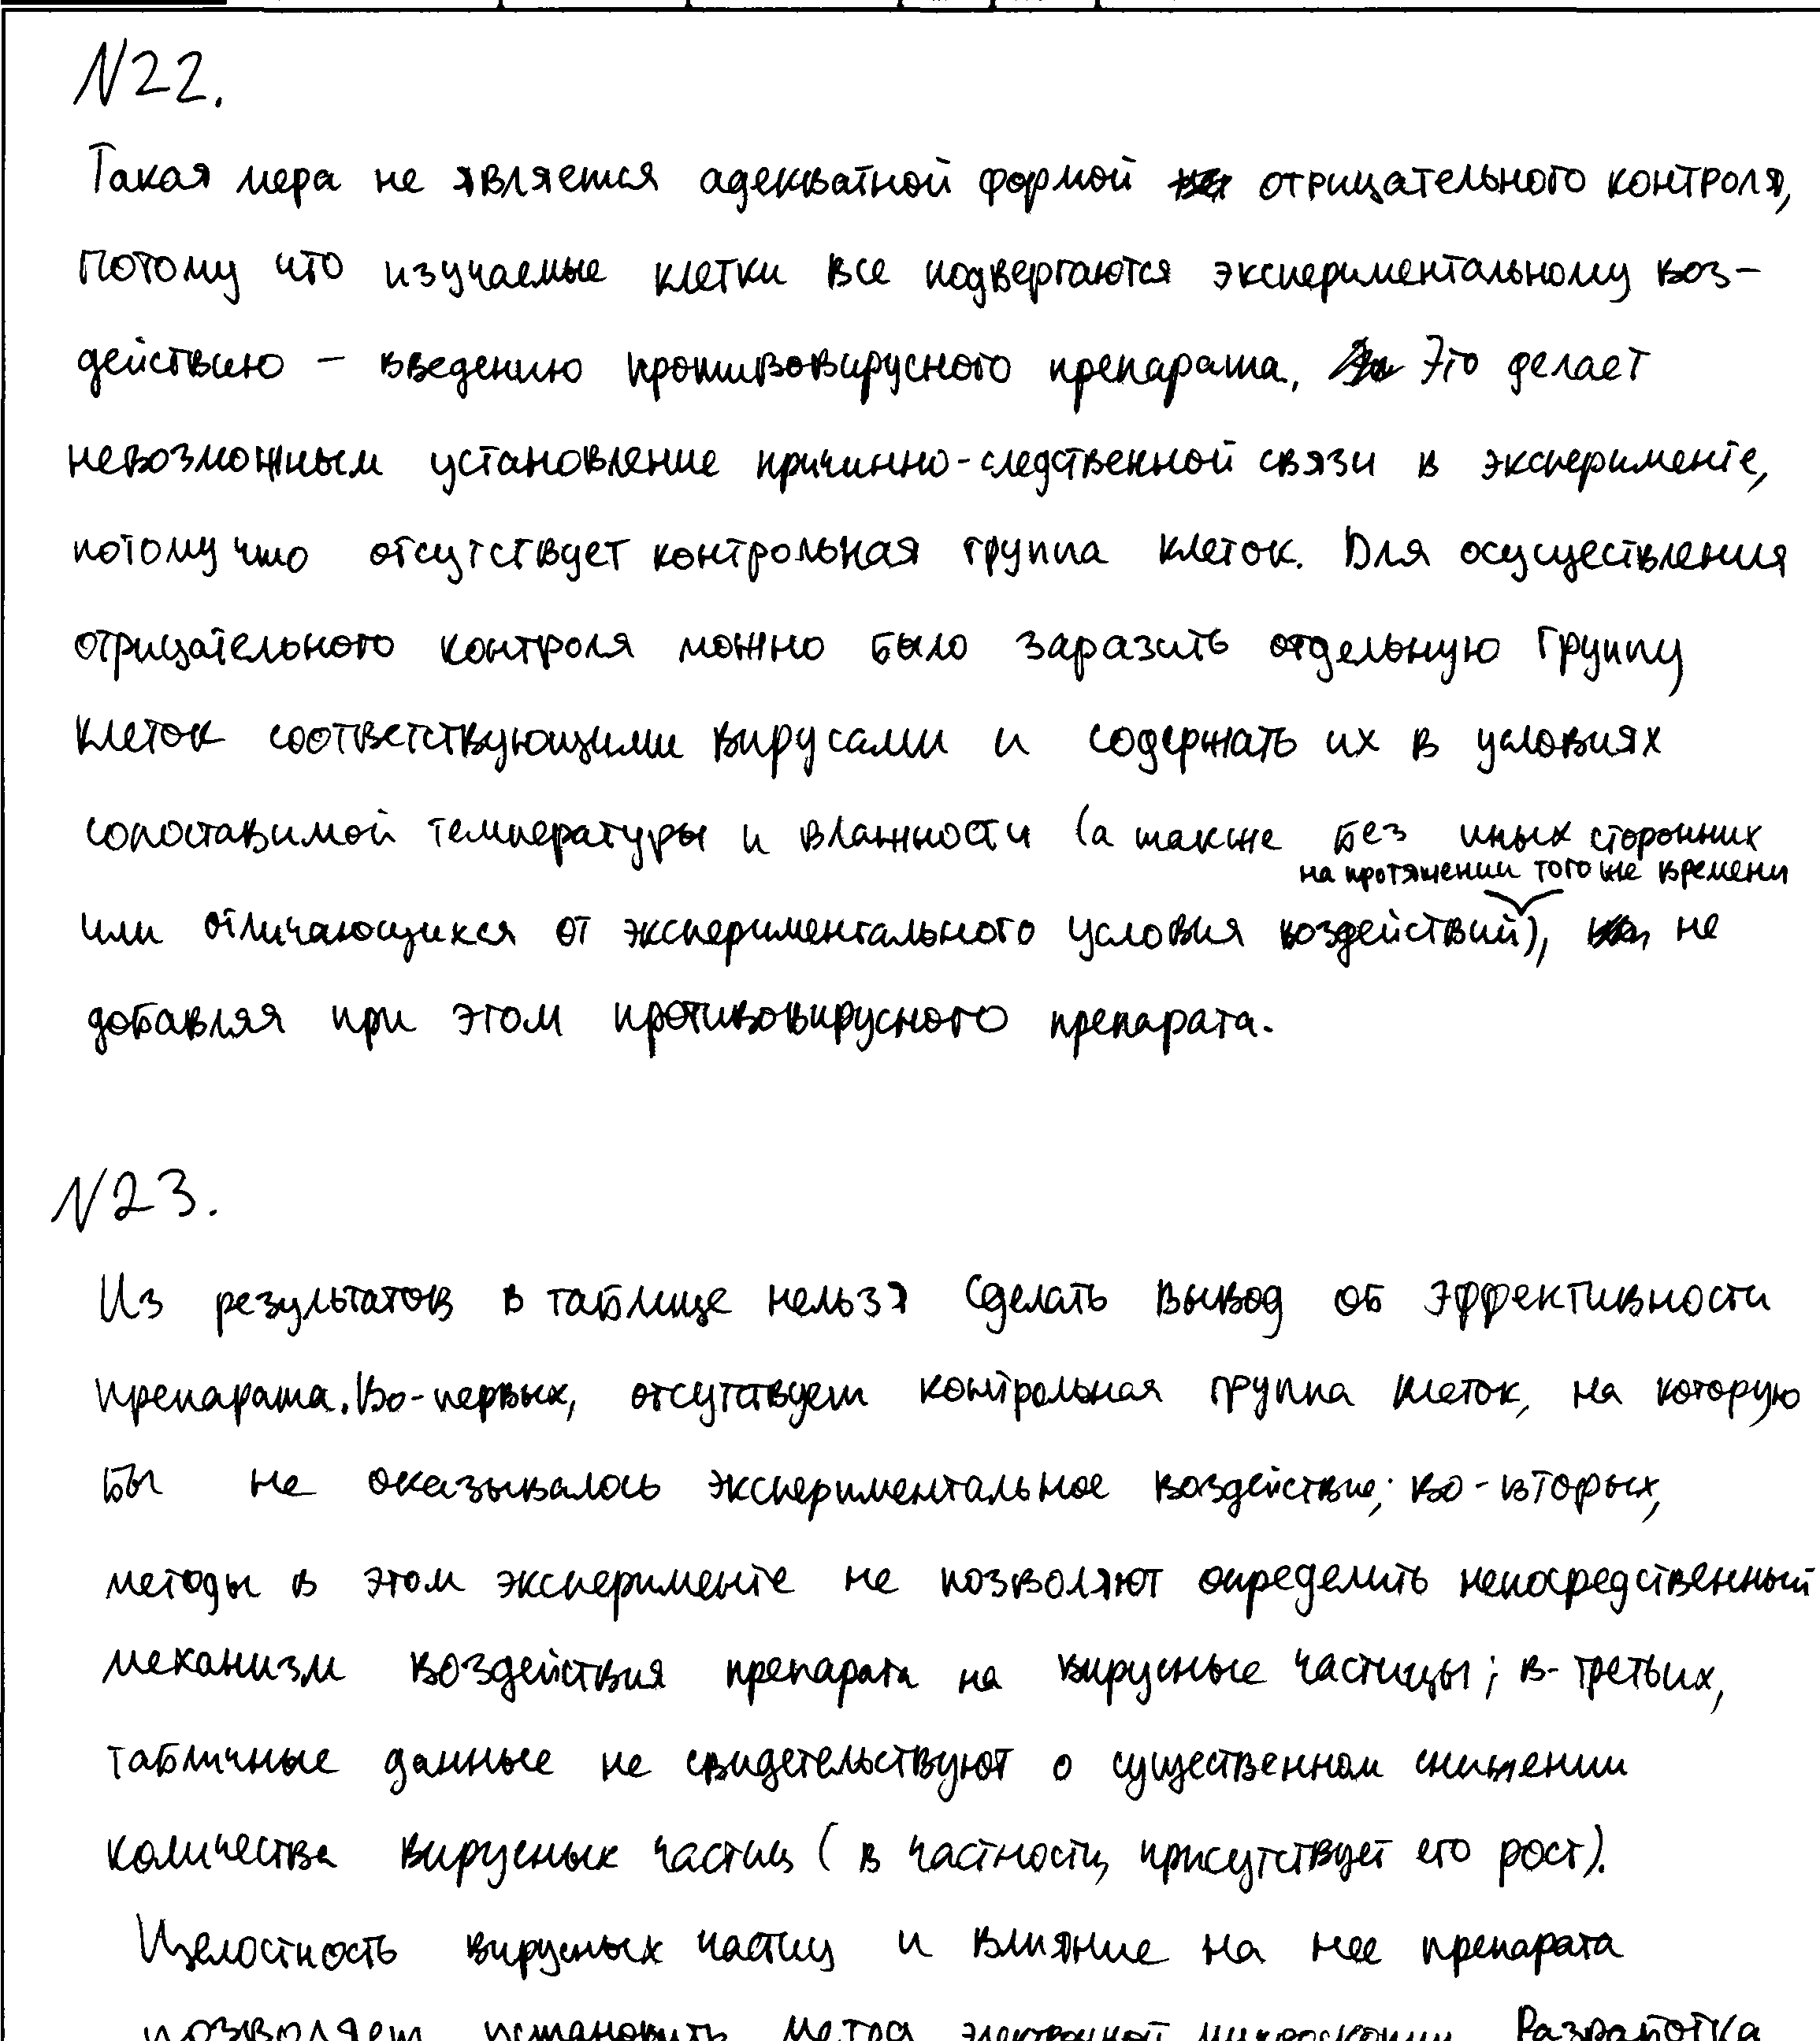 N22.
Такая мера не является адекватной формой отрицательного контроля,
потому что изучаемые клетки все подвергаются экспериментальному воз-
действию - введению противовирусного препарата, Это делает
невозможным установление причинно-следственной связи в эксперименте,
потому что отсутствует контрольная группа клеток. Для осуществления
отрицательного контроля можно было заразить отдельную группу
клеток соответствующими вирусами и содержать их в условиях
сопоставимой температуры и влажности (а также без иных сторонних
на протяжении того же времени
или отличающихся от экспериментального условия воздействий), не
добавляя при этом противовирусного препарата.
N23.
Из результатов в таблице нельзя сделать вывод об эффективности
препарата. Во-первых, отсутствует контрольная группа клеток, на которую
бы не оказывалось экспериментальное воздействие; во-вторых,
методы в этом эксперименте не позволяют определить непосредственный
механизм воздействия препарата на вирусные частицы; в-третьих,
табличные данные не свидетельствуют о существенном снижении
количества вирусных частиц (в частности, присутствует его рост).
Целостность вирусных частиц и влияние на нее препарата
позволяет установить метод электронной микроскопии. Разработка